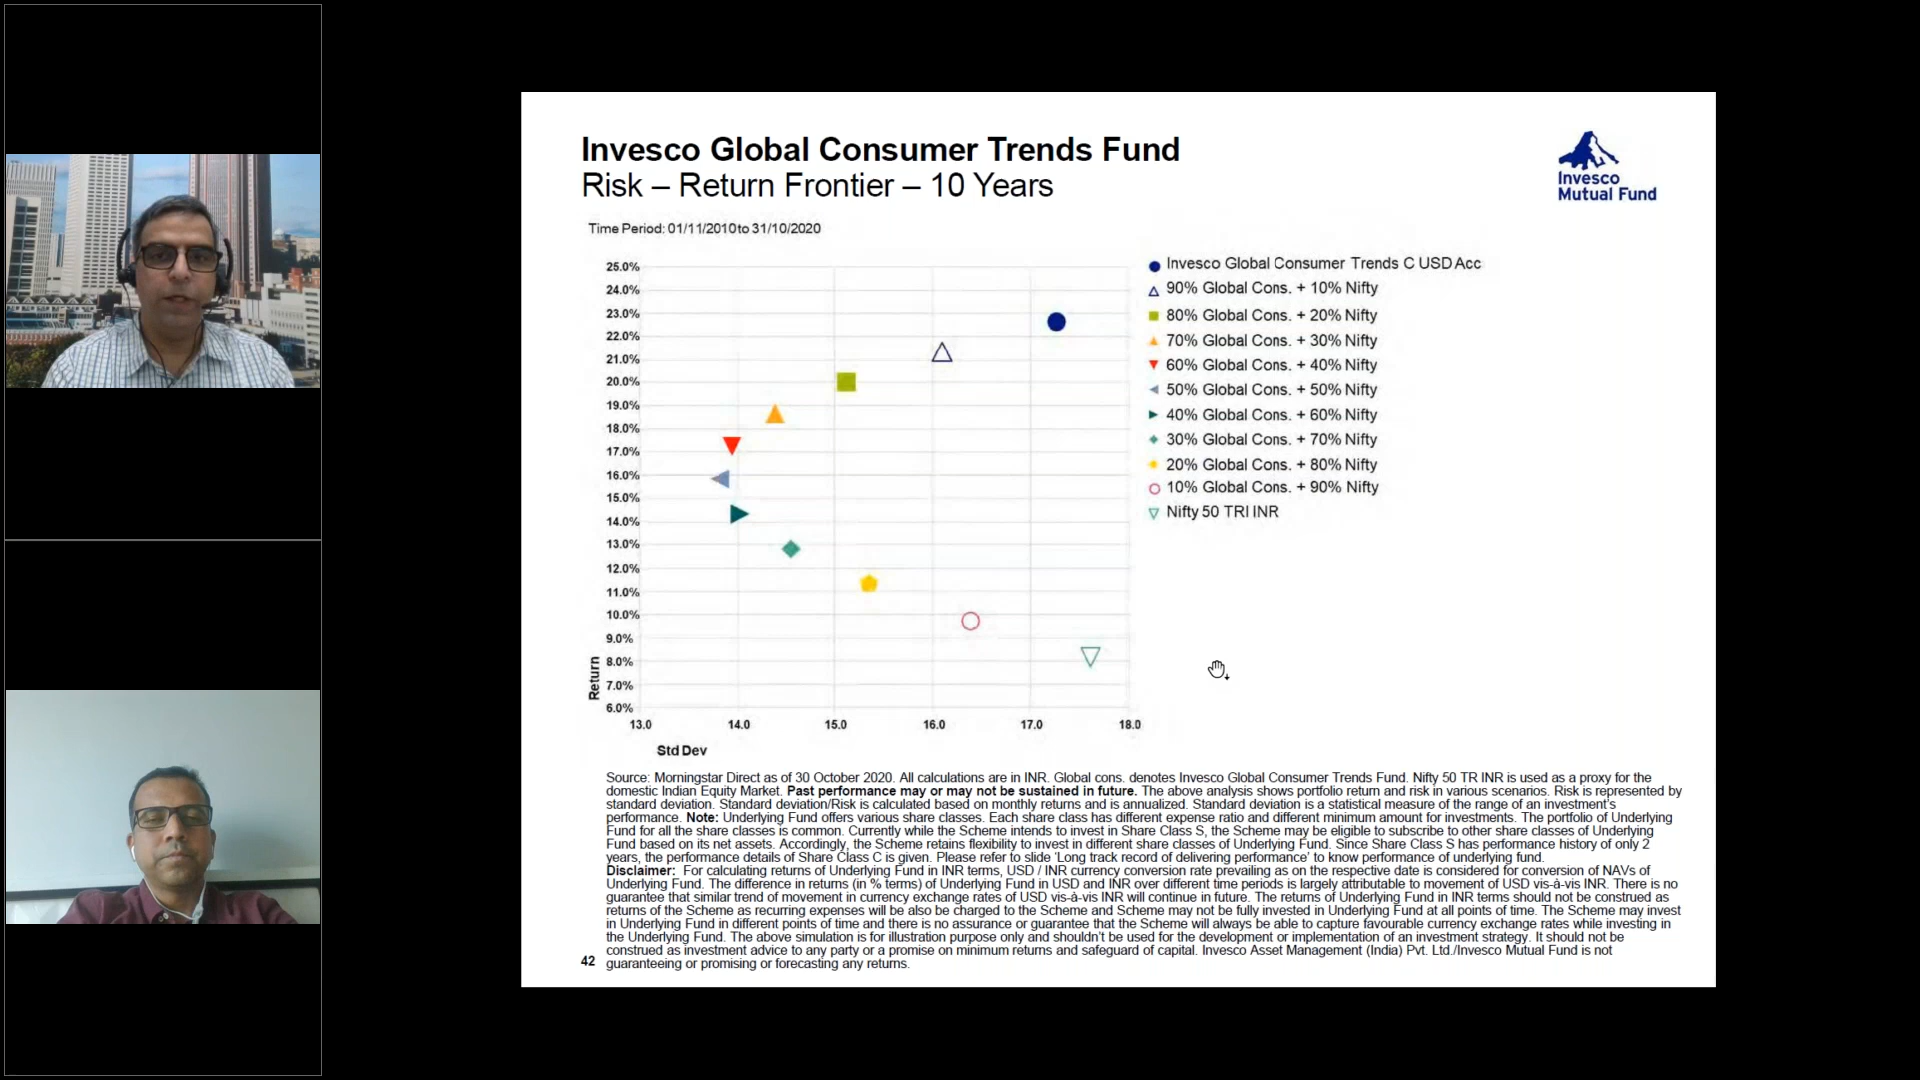 Invesco Global Consumer Trends Fund
Risk – Return Frontier – 10 Years
Invesco
Mutual Fund
Time Period: 01/11/2010to 31/10/2020
25.0%
24.0%
23.0%
22.0%
21.0%
20.0%
19.0%
18.0%
17.0%
16.0%
15.0%
14.0%
13.0%
12.0%
11.0%
10.0%
9.0%
8.0%
7.0%
6.0%
Return
13.0 14.0 15.0 16.0 17.0 18.0
Std Dev
Invesco Global Consumer Trends C USD Acc
90% Global Cons. + 10% Nifty
80% Global Cons. + 20% Nifty
70% Global Cons. + 30% Nifty
60% Global Cons. + 40% Nifty
50% Global Cons. + 50% Nifty
40% Global Cons. + 60% Nifty
30% Global Cons. + 70% Nifty
20% Global Cons. + 80% Nifty
10% Global Cons. + 90% Nifty
Nifty 50 TRI INR
Source: Morningstar Direct as of 30 October 2020. All calculations are in INR. Global cons. denotes Invesco Global Consumer Trends Fund. Nifty 50 TR INR is used as a proxy for the
domestic Indian Equity Market. Past performance may or may not be sustained in future. The above analysis shows portfolio return and risk in various scenarios. Risk is represented by
standard deviation. Standard deviation/Risk is calculated based on monthly returns and is annualized. Standard deviation is a statistical measure of the range of an investment's
performance. Note: Underlying Fund offers various share classes. Each share class has different expense ratio and different minimum amount for investments. The portfolio of Underlying
Fund for all the share classes is common. Currently while the Scheme intends to invest in Share Class S, the Scheme may be eligible to subscribe to other share classes of Underlying
Fund based on its net assets. Accordingly, the Scheme retains flexibility to invest in different share classes of Underlying Fund. Since Share Class S has performance history of only 2
years, the performance details of Share Class C is given. Please refer to slide 'Long track record of delivering performance' to know performance of underlying fund.
Disclaimer: For calculating returns of Underlying Fund in INR terms, USD / INR currency conversion rate prevailing as on the respective date is considered for conversion of NAVs of
Underlying Fund. The difference in returns (in % terms) of Underlying Fund in USD and INR over different time periods is largely attributable to movement of USD vis-à-vis INR. There is no
guarantee that similar trend of movement in currency exchange rates of USD vis-à-vis INR will continue in future. The returns of Underlying Fund in INR terms should not be construed as
returns of the Scheme as recurring expenses will be also be charged to the Scheme and Scheme may not be fully invested in Underlying Fund at all points of time. The Scheme may invest
in Underlying Fund in different points of time and there is no assurance or guarantee that the Scheme will always be able to capture favourable currency exchange rates while investing in
the Underlying Fund. The above simulation is for illustration purpose only and shouldn't be used for the development or implementation of an investment strategy. It should not be
construed as investment advice to any party or a promise on minimum returns and safeguard of capital. Invesco Asset Management (India) Pvt. Ltd./Invesco Mutual Fund is not
guaranteeing or promising or forecasting any returns.
42